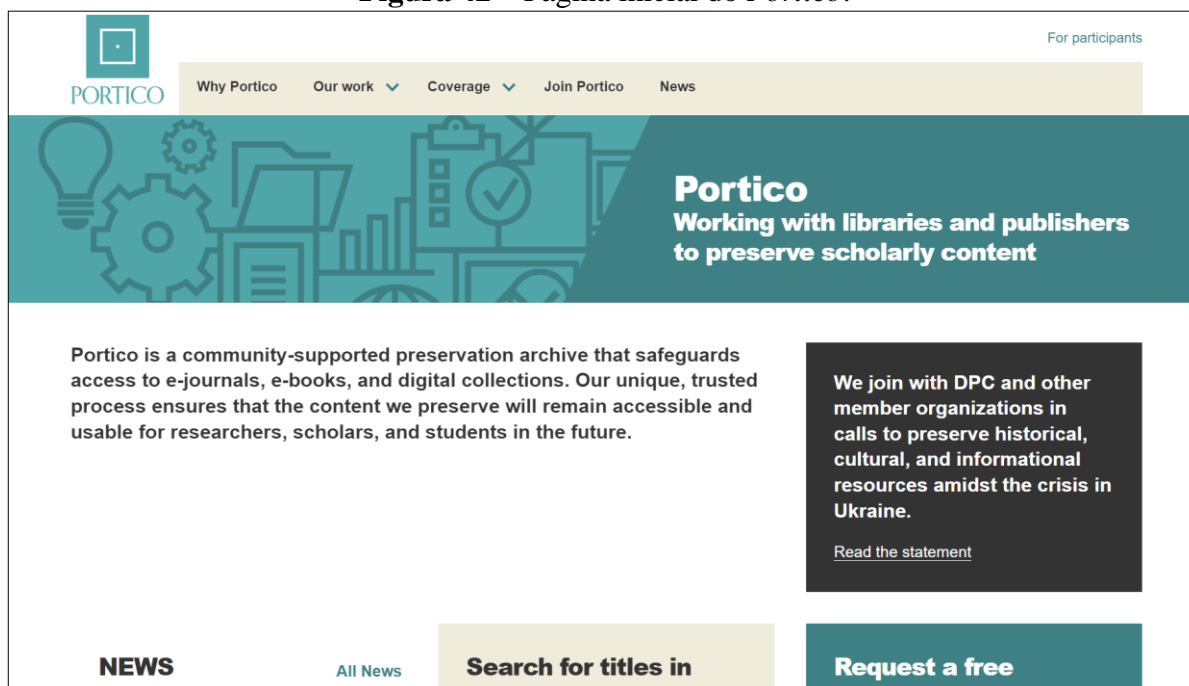 For participants
PORTICO
Why Portico Our work Coverage Join Portico News
Portico
Working with libraries and publishers
to preserve scholarly content
Portico is a community-supported preservation archive that safeguards
access to e-journals, e-books, and digital collections. Our unique, trusted
process ensures that the content we preserve will remain accessible and
usable for researchers, scholars, and students in the future.
We join with DPC and other
member organizations in
calls to preserve historical,
cultural, and informational
resources amidst the crisis in
Ukraine.
Read the statement
NEWS
All News
Search for titles in
Request a free